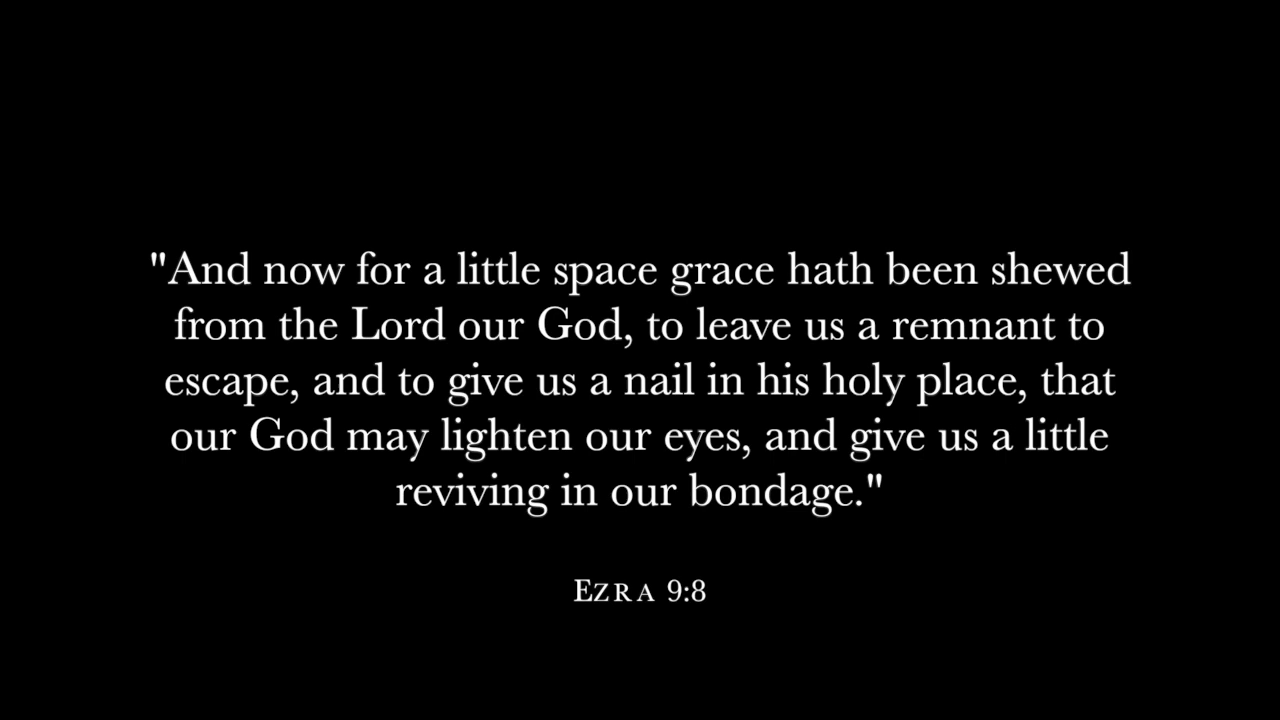 "And now for a little space grace hath been shewed
from the Lord our God, to leave us a remnant to
escape, and to give us a nail in his holy place, that
our God may lighten our eyes, and give us a little
reviving in our bondage."
EZRA 9:8